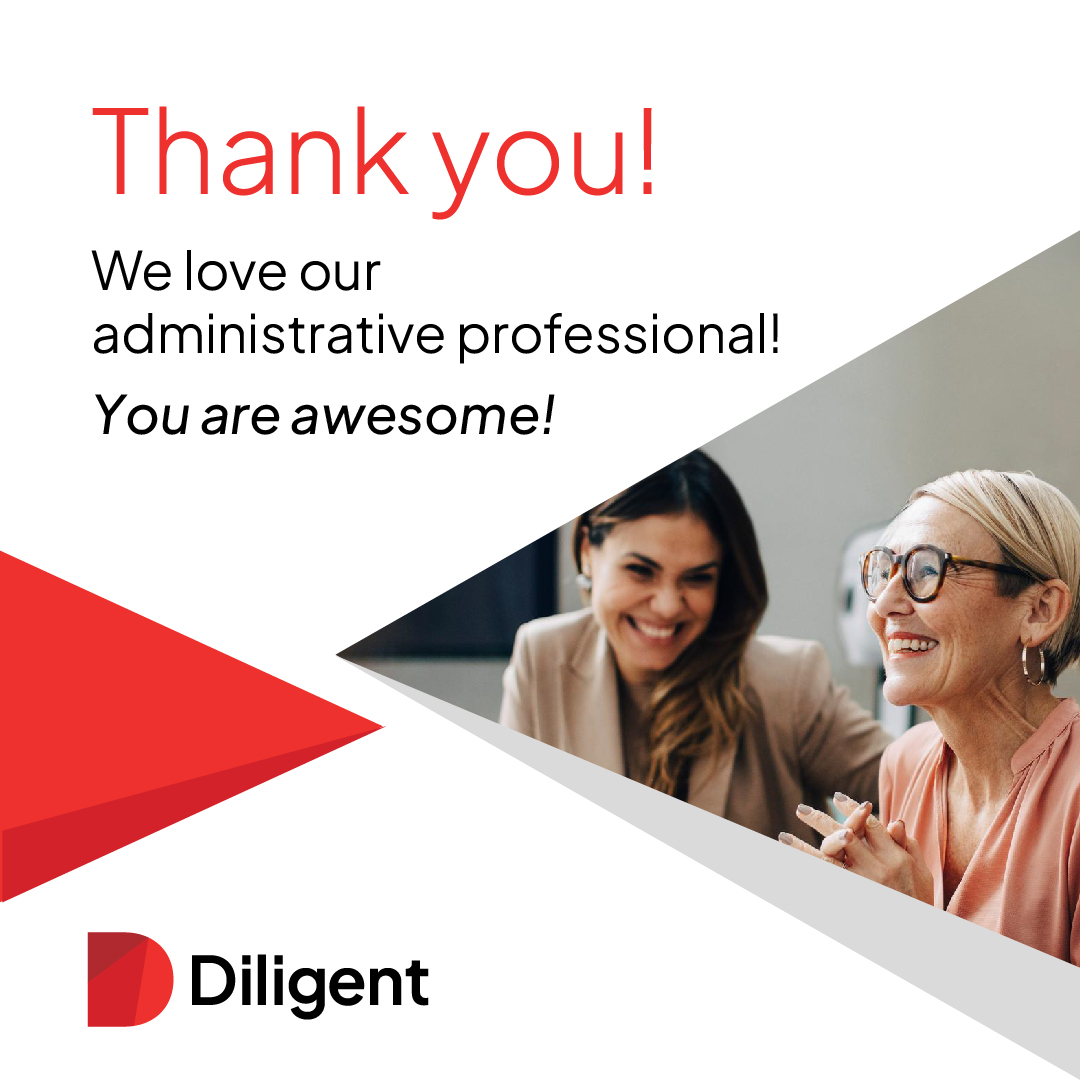 Thank you!
We love our
administrative professional!
You are awesome!
Diligent